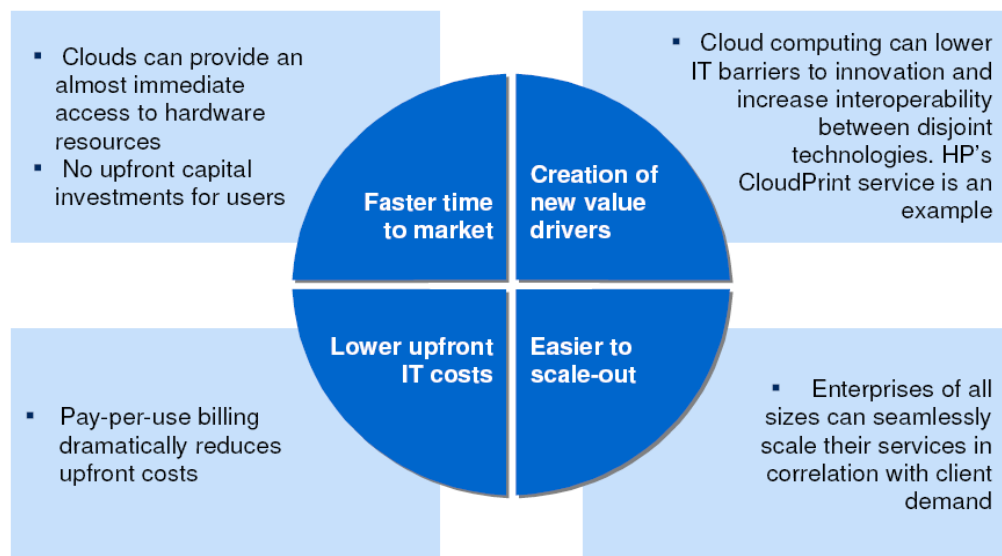 ▪ Clouds can provide an
almost immediate
access to hardware
resources
▪ No upfront capital
investments for users
▪ Cloud computing can lower
IT barriers to innovation and
increase interoperability
between disjoint
technologies. HP's
CloudPrint service is an
example
Faster time
to market
Creation of
new value
drivers
Lower upfront
IT costs
Easier to
scale-out
▪ Pay-per-use billing
dramatically reduces
upfront costs
▪ Enterprises of all
sizes can seamlessly
scale their services in
correlation with client
demand